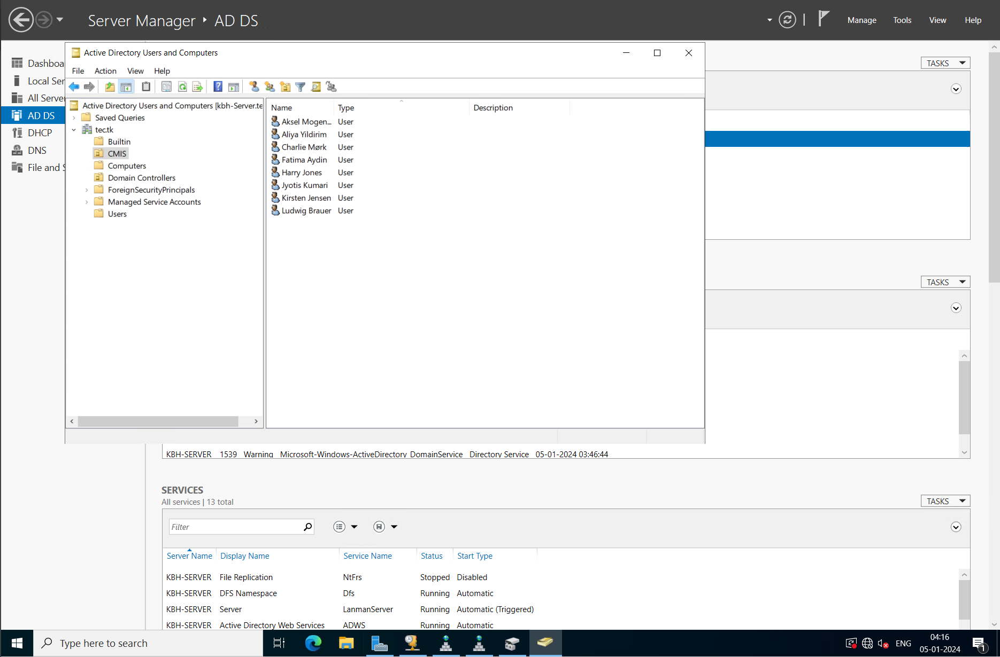 Server Manager ‣ AD DS
Manage Tools View Help
Dashboa
Local Ser
All Server
AD DS
DHCP
DNS
File and S
Active Directory Users and Computers
File Action View Help
Active Directory Users and Computers [kbh-Server.te
Saved Queries
tec.tk
Builtin
CMIS
Computers
Domain Controllers
ForeignSecurityPrincipals
Managed Service Accounts
Users
Name Type Description
Aksel Mogen... User
Aliya Yildirim User
Charlie Mørk User
Fatima Aydin User
Harry Jones User
Jyotis Kumari User
Kirsten Jensen User
Ludwig Brauer User
TASKS
TASKS
KBH-SERVER 1539 Warning Microsoft-Windows-ActiveDirectory_DomainService Directory Service 05-01-2024 03:46:44
SERVICES
All services | 13 total
TASKS
Filter
Server Name Display Name Service Name Status Start Type
KBH-SERVER File Replication NtFrs Stopped Disabled
KBH-SERVER DFS Namespace Dfs Running Automatic
KBH-SERVER Server LanmanServer Running Automatic (Triggered)
KBH-SERVER Active Directory Web Services ADWS Running Automatic
Type here to search
ENG
04:16
05-01-2024
1